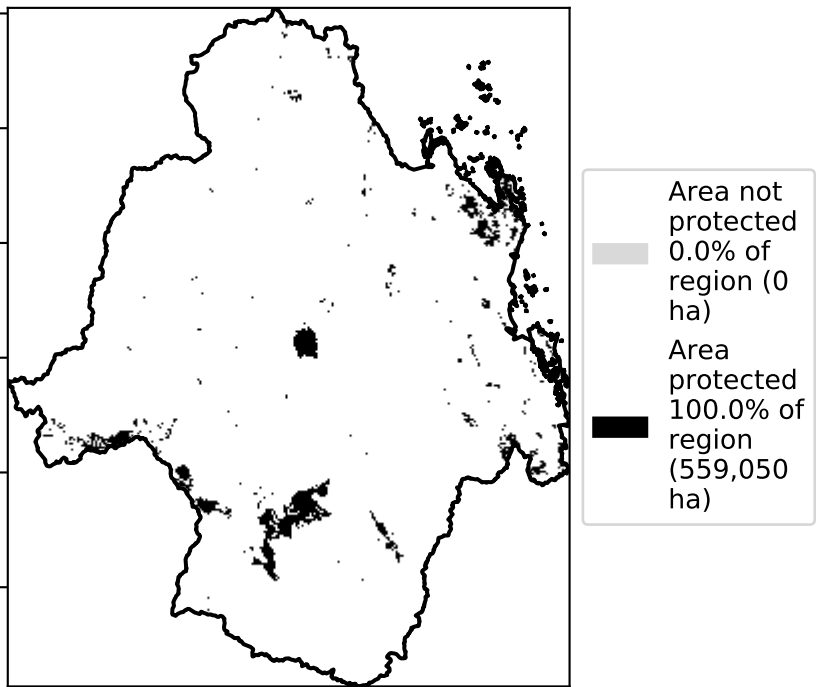 Area not
protected
0.0% of
region (0
ha)
Area
protected
100.0% of
region
(559,050
ha)